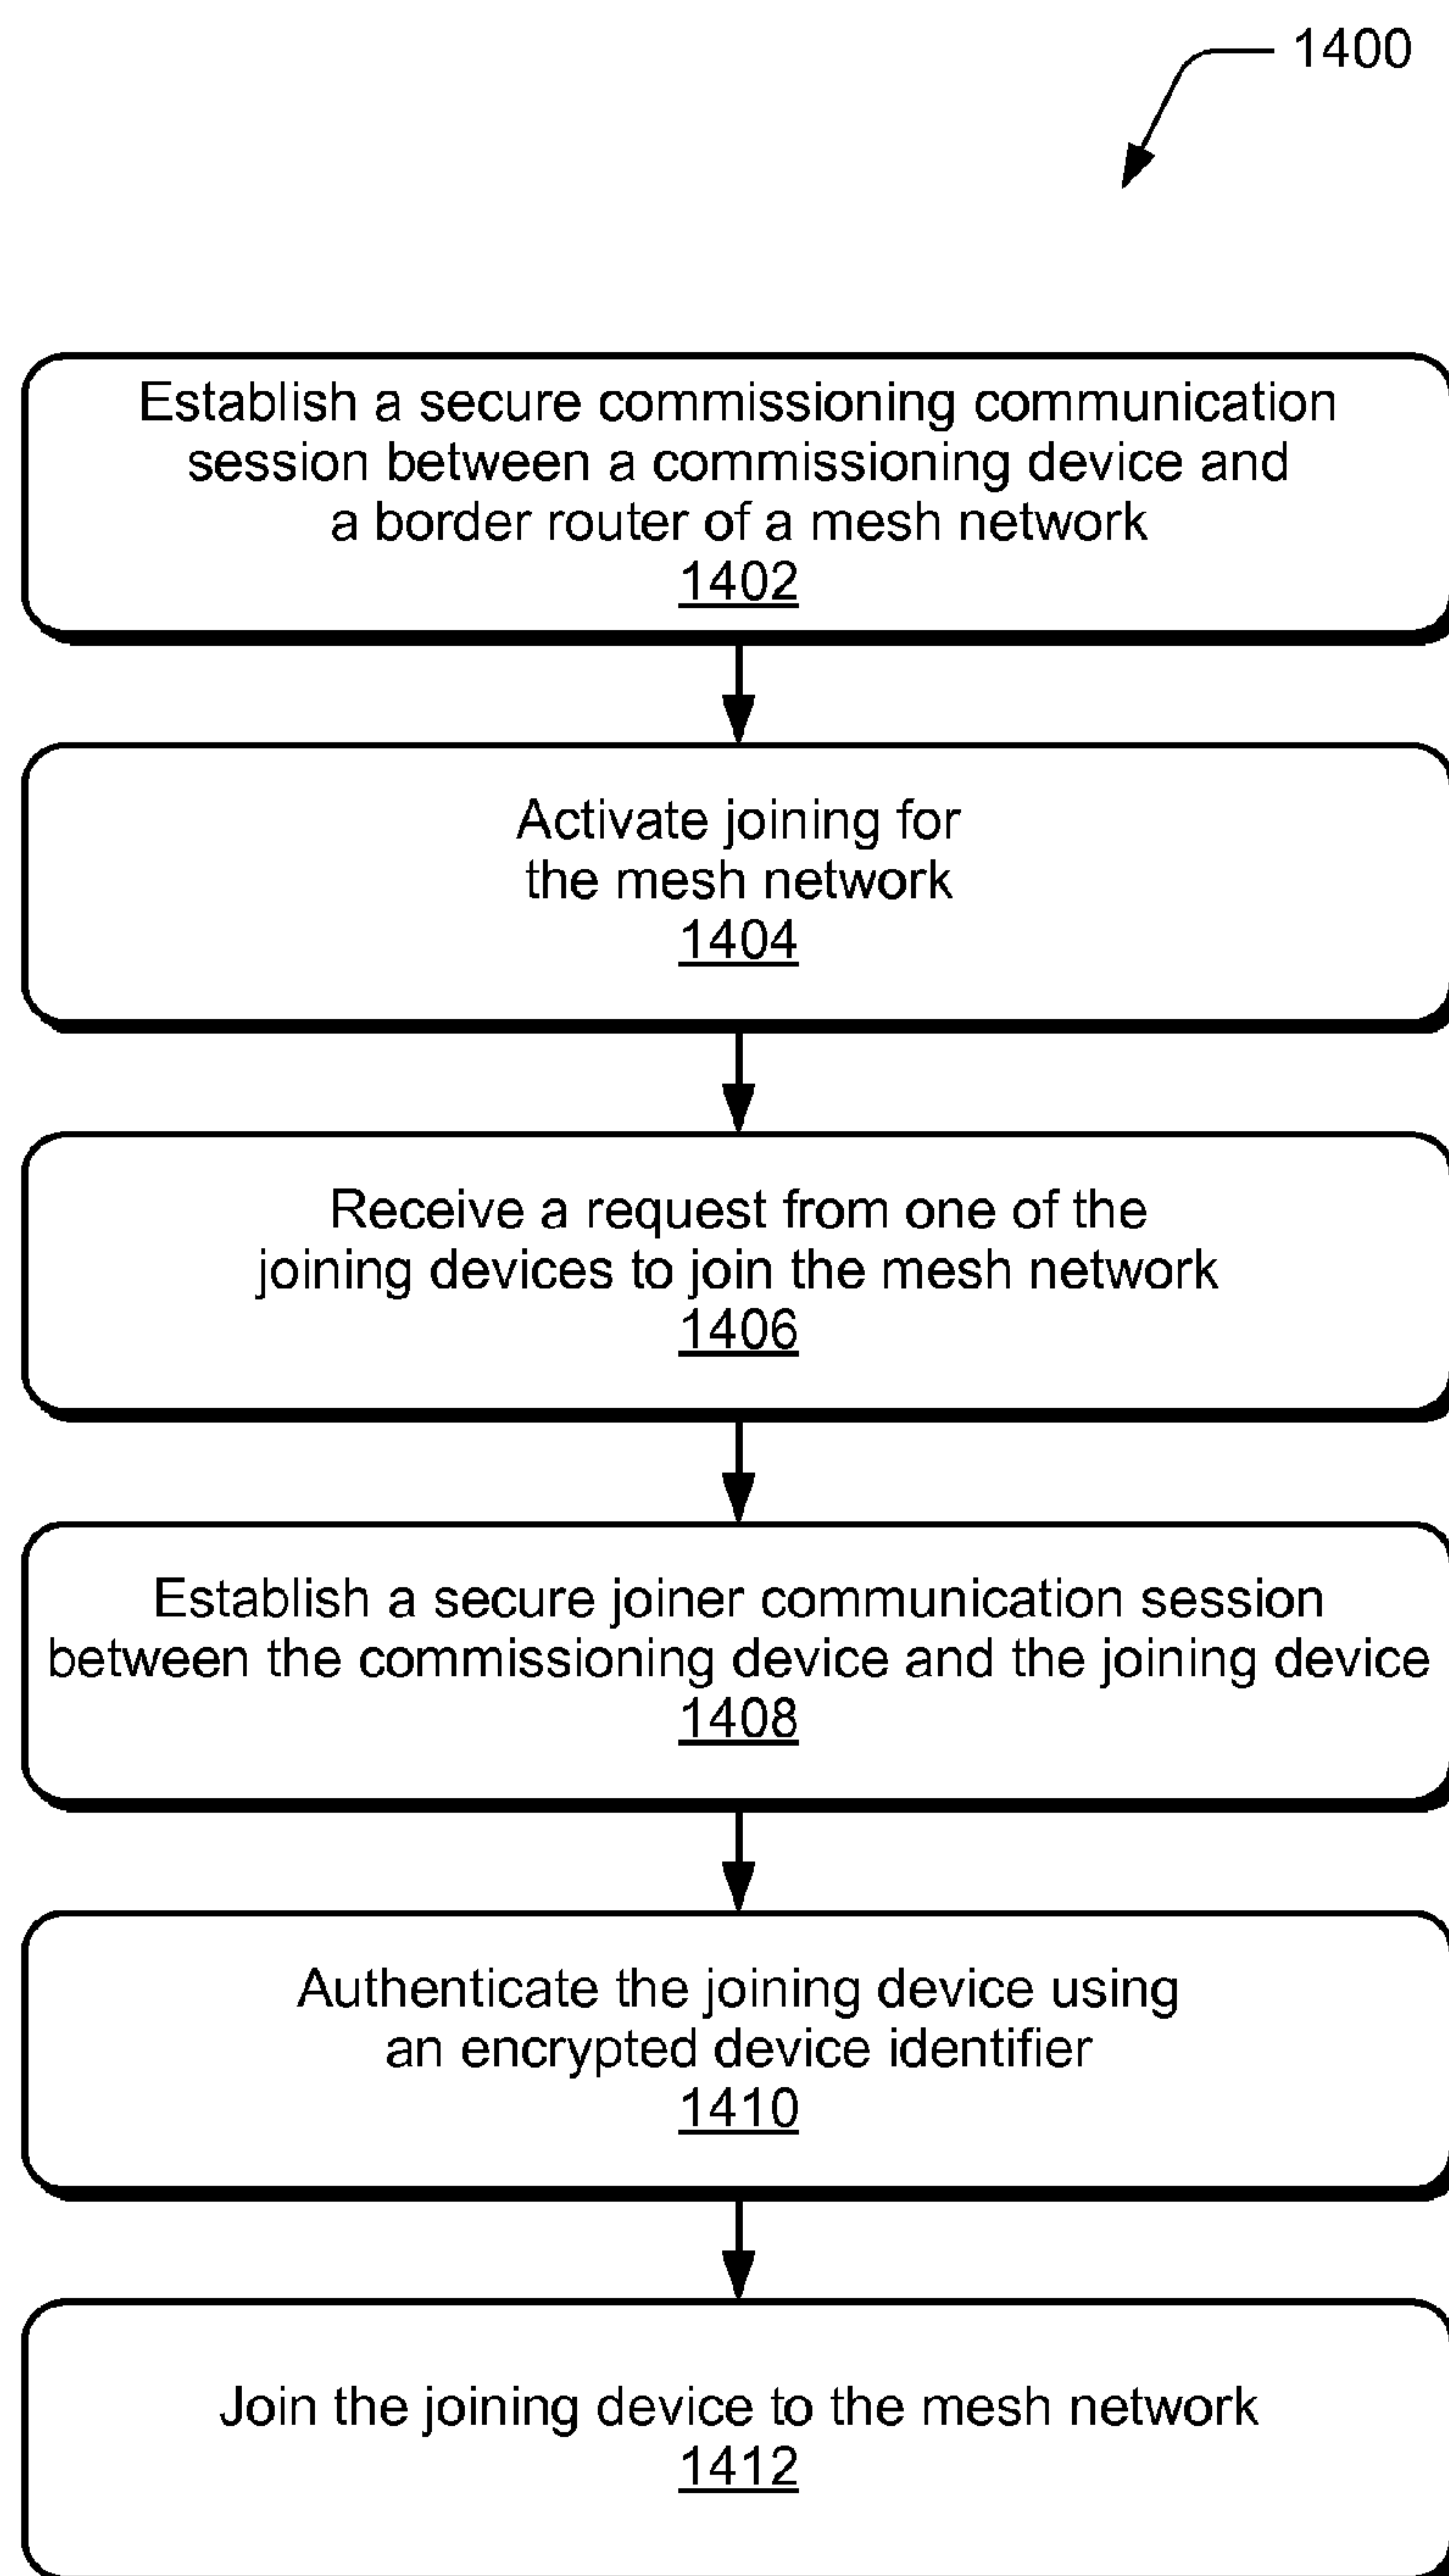 1400
Establish a secure commissioning communication
session between a commissioning device and
a border router of a mesh network
1402
Activate joining for
the mesh network
1404
Receive a request from one of the
joining devices to join the mesh network
1406
Establish a secure joiner communication session
between the commissioning device and the joining device
1408
Authenticate the joining device using
an encrypted device identifier
1410
Join the joining device to the mesh network
1412